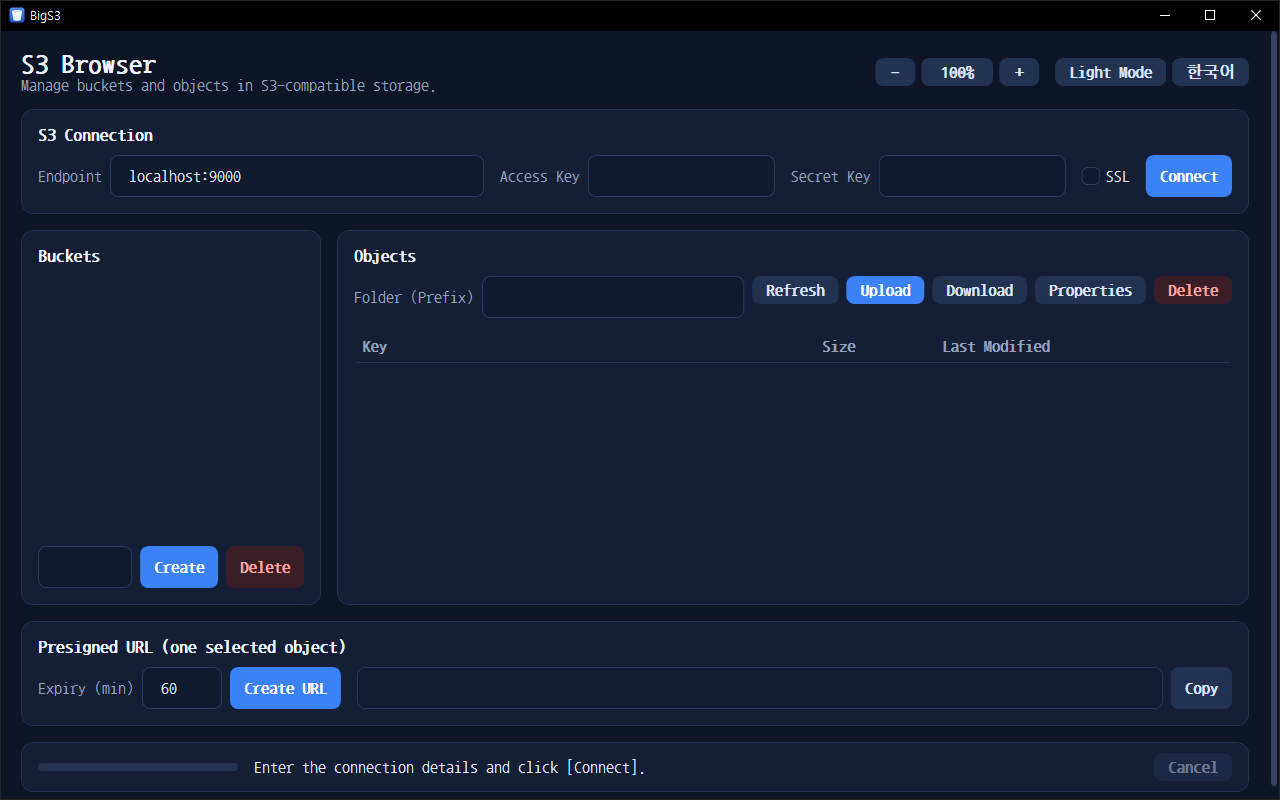 BigS3
S3 Browser
Manage buckets and objects in S3-compatible storage.
- 100% + Light Mode 한국어
S3 Connection
Endpoint localhost:9000 Access Key Secret Key SSL Connect
Buckets
Create Delete
Objects
Folder (Prefix) Refresh Upload Download Properties Delete
Key Size Last Modified
Presigned URL (one selected object)
Expiry (min) 60 Create URL Copy
Enter the connection details and click [Connect]. Cancel